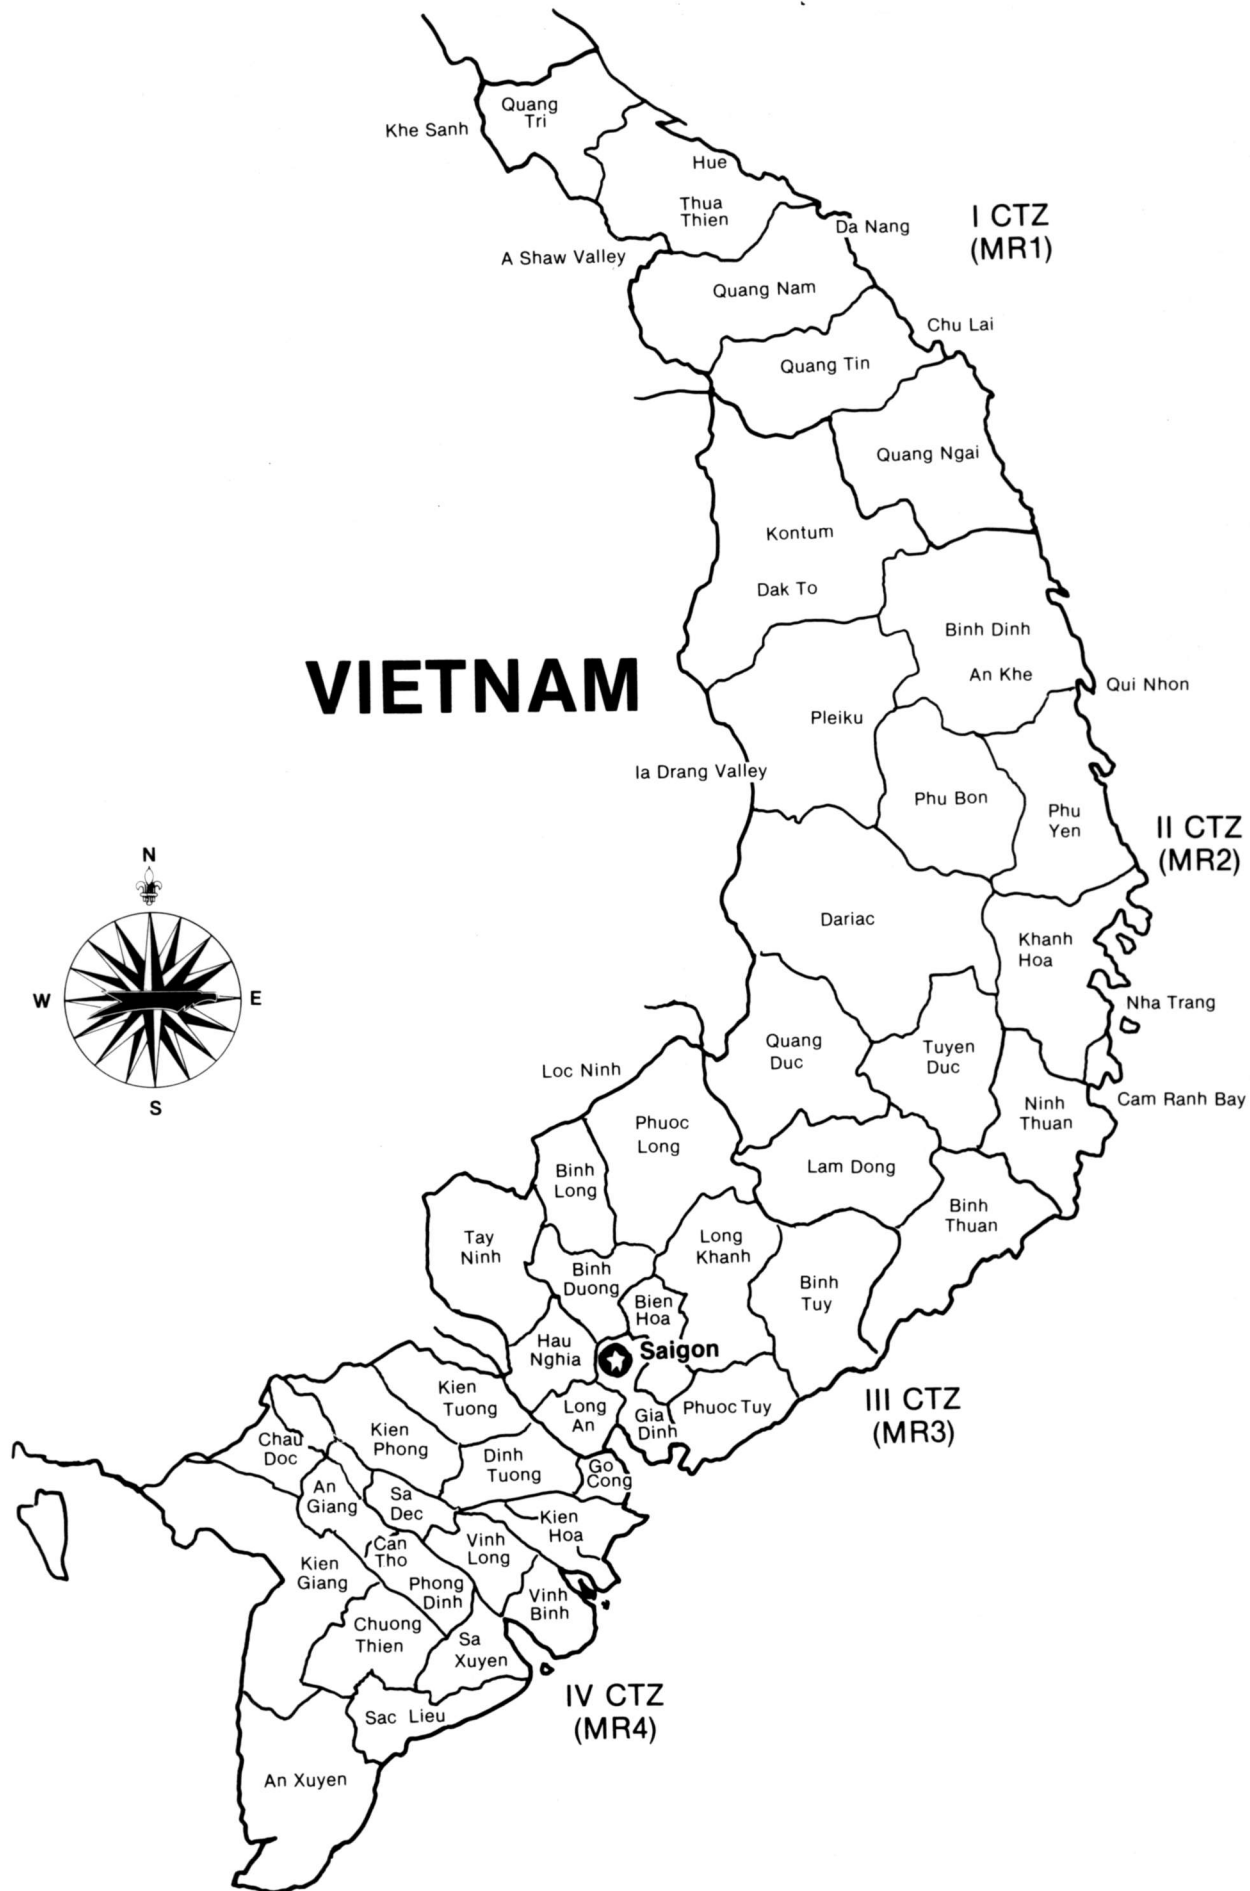 Quang
Tri
Khe Sanh
Hue
Thua
Thien
I CTZ
(MR1)
Da Nang
A Shaw Valley
Quang Nam
Chu Lai
Quang Tin
Quang Ngai
Kontum
Dak To
Binh Dinh
An Khe
VIETNAM
Qui Nhon
Pleiku
Ia Drang Valley
Phu Bon
Phu
Yen
II CTZ
(MR2)
N
W
E
S
Dariac
Khanh
Hoa
Nha Trang
Quang
Duc
Tuyen
Duc
Loc Ninh
Cam Ranh Bay
Ninh
Thuan
Phuoc
Long
Binh
Long
Lam Dong
Binh
Thuan
Tay
Ninh
Long
Khanh
Binh
Duong
Binh
Tuy
Bien
Hoa
Hau
Nghia
Saigon
III CTZ
(MR3)
Kien
Tuong
Long
An
Gia
Dinh
Phuoc Tuy
Kien
Phong
Chau
Doc
Dinh
Tuong
Go
Cong
An
Giang
Sa
Dec
Kien
Hoa
Can
Tho
Vinh
Long
Kien
Giang
Phong
Dinh
Vinh
Binh
Chuong
Thien
Sa
Xuyen
IV CTZ
(MR4)
Sac Lieu
An Xuyen